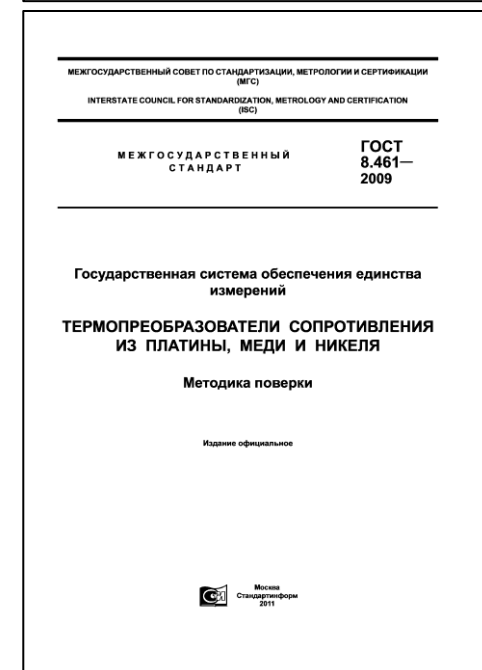 МЕЖГОСУДАРСТВЕННЫЙ СОВЕТ ПО СТАНДАРТИЗАЦИИ, МЕТРОЛОГИИ И СЕРТИФИКАЦИИ
(МГС)
INTERSTATE COUNCIL FOR STANDARDIZATION, METROLOGY AND CERTIFICATION
(ISC)
МЕЖГОСУДАРСТВЕННЫЙ
СТАНДАРТ
ГОСТ
8.461—
2009
Государственная система обеспечения единства
измерений
ТЕРМОПРЕОБРАЗОВАТЕЛИ СОПРОТИВЛЕНИЯ
ИЗ ПЛАТИНЫ, МЕДИ И НИКЕЛЯ
Методика поверки
Издание официальное
Москва
Стандартинформ
2011